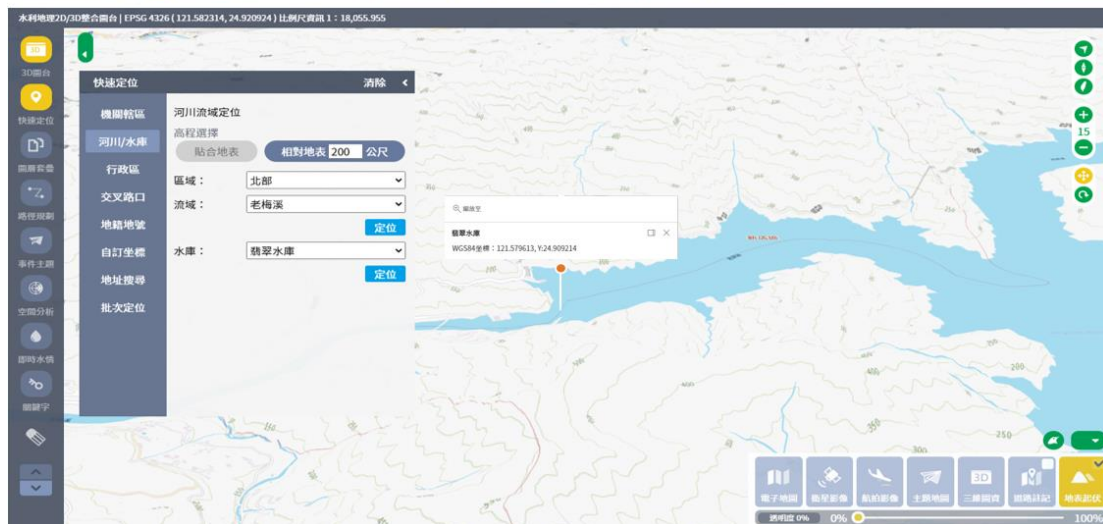 水利地理2D/3D整合圖台 | EPSG 4326 ( 121.582314, 24.920924 ) 比例尺資訊 1：18,055.955
3D
3D圖台
快速定位
圖層套疊
路徑規劃
事件主題
空間分析
即時水情
關鍵字
快速定位
消除
機關轄區
河川/水庫
行政區
交叉路口
地籍地號
自訂坐標
地址搜尋
批次定位
河川流域定位
高程選擇
貼合地表
相對地表 200 公尺
區域：
北部
流域：
老梅溪
定位
水庫：
翡翠水庫
定位
縮放至
翡翠水庫
WGS84坐標：121.579613, Y:24.909214
15
200
250
300
電子地圖
衛星影像
航拍影像
主題地圖
3D
三維圖資
道路註記
地表起伏
透明度 0%
0%
100%